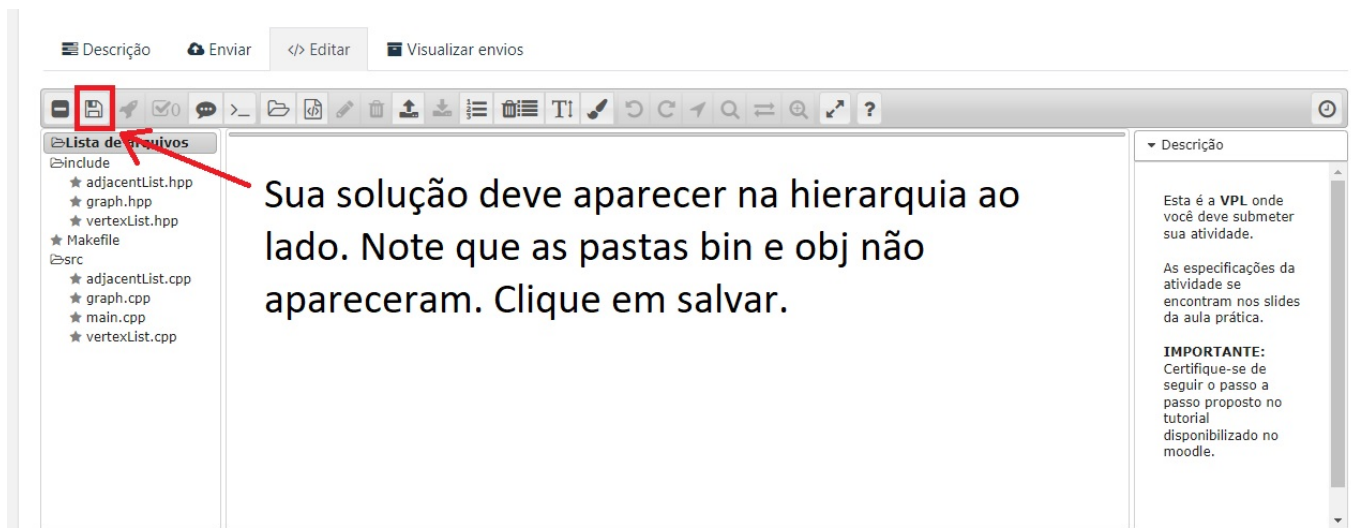 Descrição Enviar </> Editar Visualizar envios
0 >_ </> T ?
Lista de arquivos
include
adjacentList.hpp
graph.hpp
vertexList.hpp
Makefile
src
adjacentList.cpp
graph.cpp
main.cpp
vertexList.cpp
Sua solução deve aparecer na hierarquia ao
lado. Note que as pastas bin e obj não
apareceram. Clique em salvar.
Descrição
Esta é a VPL onde
você deve submeter
sua atividade.
As especificações da
atividade se
encontram nos slides
da aula prática.
IMPORTANTE:
Certifique-se de
seguir o passo a
passo proposto no
tutorial
disponibilizado no
moodle.